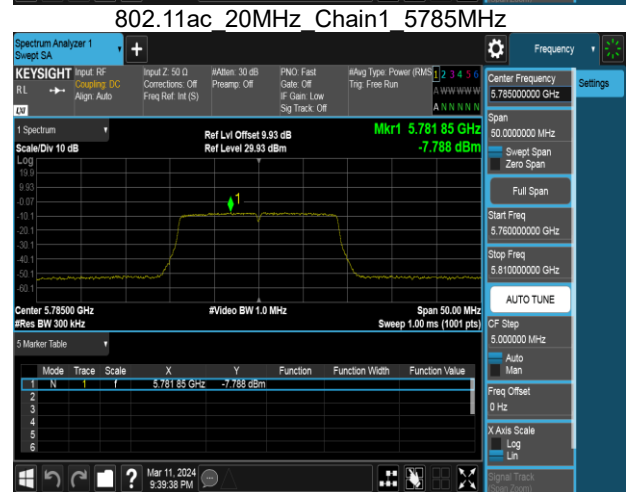 802.11ac_20MHz_Chain1_5785MHz
Spectrum Analyzer 1
Swept SA
Frequency
KEYSIGHT
RL
Input: RF
Coupling: DC
Align: Auto
Input Z: 50 Ω
Corrections: Off
Freq Ref: Int (S)
#Atten: 30 dB
Preamp: Off
PNO: Fast
Gate: Off
IF Gain: Low
Sig Track: Off
#Avg Type: Power (RMS
Trig: Free Run
1 2 3 4 5 6
A W W W W W
A N N N N N
LXI
1 Spectrum
Scale/Div 10 dB
Ref Lvl Offset 9.93 dB
Ref Level 29.93 dBm
Mkr1 5.781 85 GHz
-7.788 dBm
Log
19.9
9.93
-0.07
-10.1
-20.1
-30.1
-40.1
-50.1
-60.1
1
Center 5.78500 GHz
#Res BW 300 kHz
#Video BW 1.0 MHz
Span 50.00 MHz
Sweep 1.00 ms (1001 pts)
5 Marker Table
Mode Trace Scale X Y Function Function Width Function Value
1 N 1 f 5.781 85 GHz -7.788 dBm
2
3
4
5
6
Mar 11, 2024
9:39:38 PM
Center Frequency
5.785000000 GHz
Settings
Span
50.0000000 MHz
Swept Span
Zero Span
Full Span
Start Freq
5.760000000 GHz
Stop Freq
5.810000000 GHz
AUTO TUNE
CF Step
5.000000 MHz
Auto
Man
Freq Offset
0 Hz
X Axis Scale
Log
Lin
Signal Track
(Span Zoom)